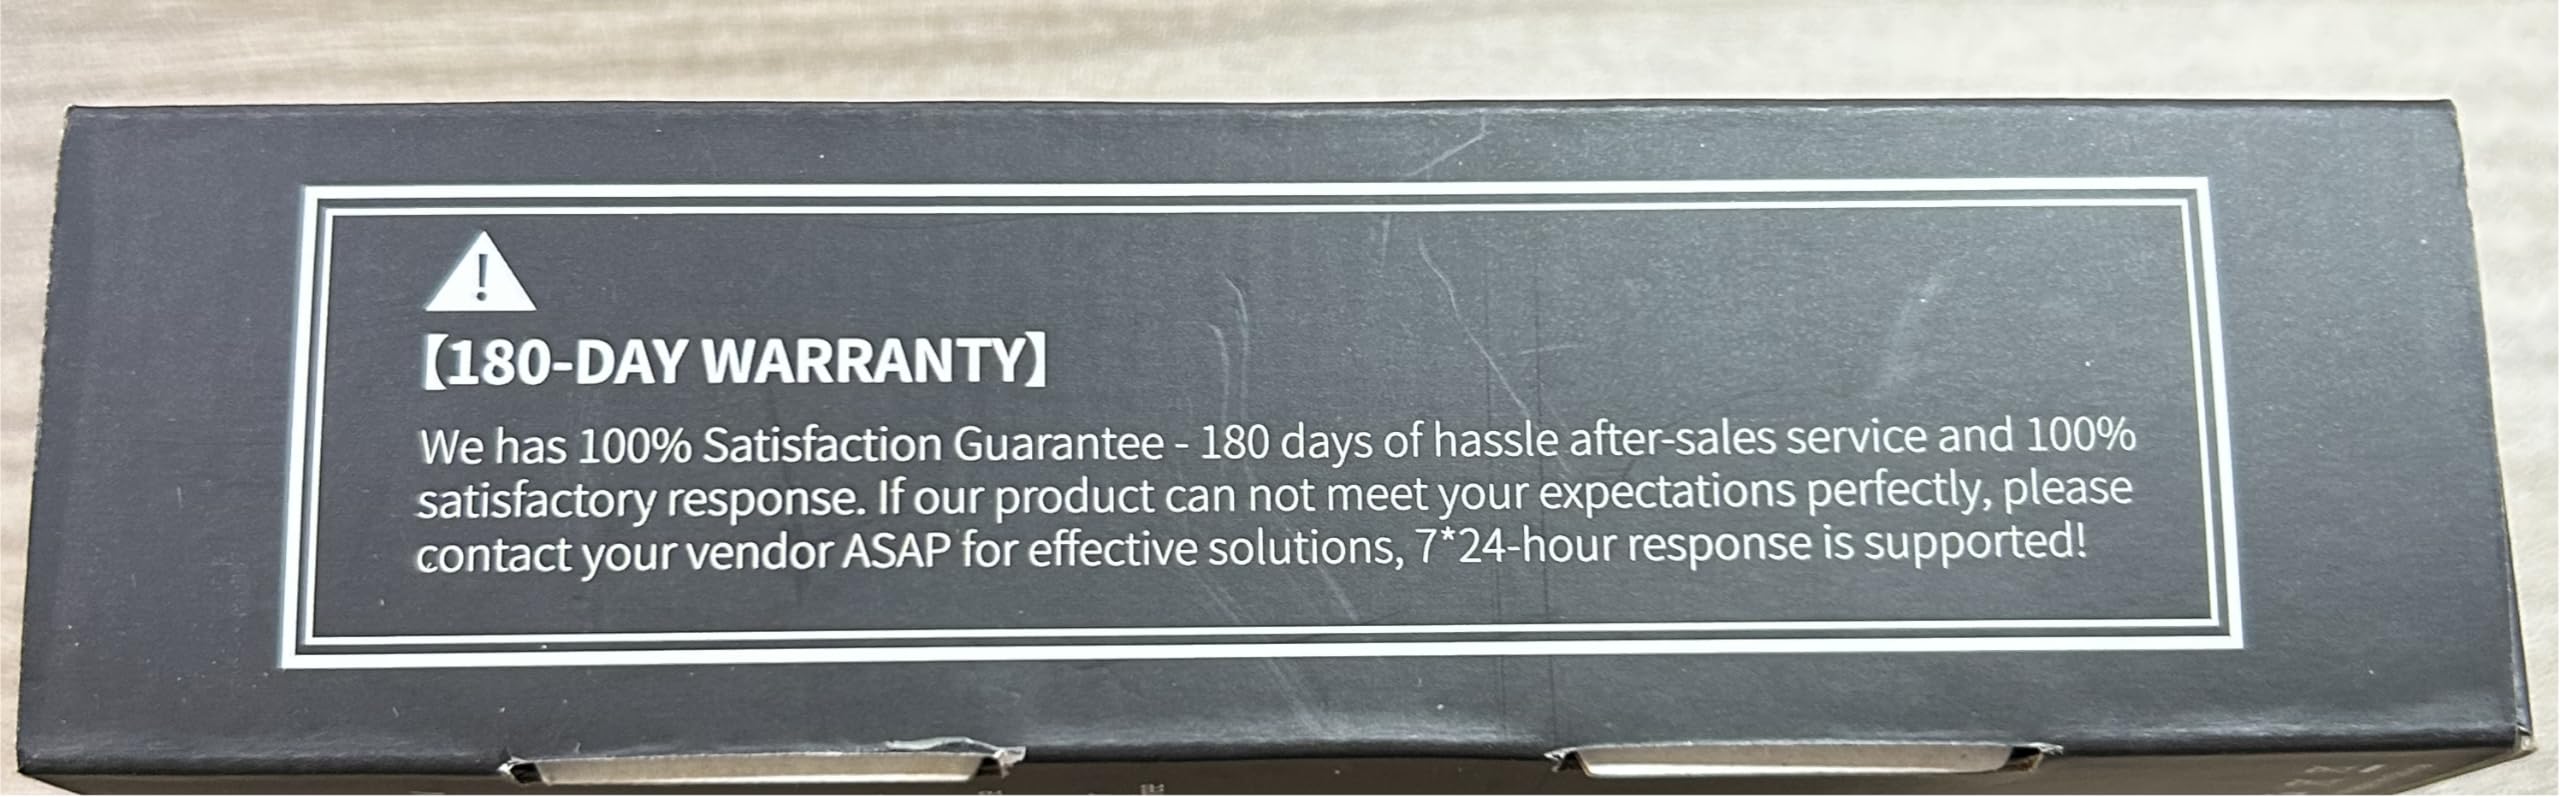 !
【180-DAY WARRANTY】
We has 100% Satisfaction Guarantee - 180 days of hassle after-sales service and 100%
satisfactory response. If our product can not meet your expectations perfectly, please
contact your vendor ASAP for effective solutions, 7*24-hour response is supported!